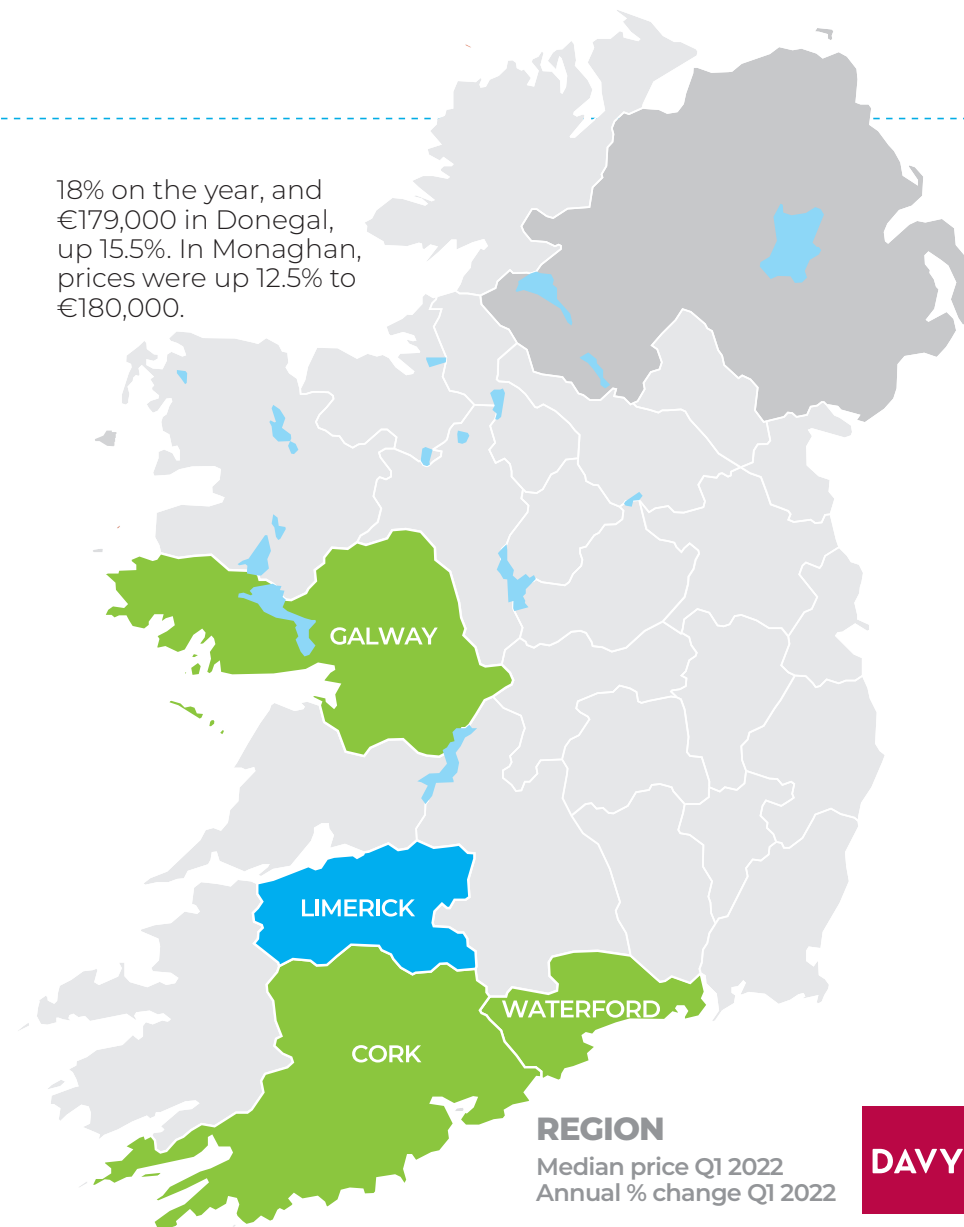 18% on the year, and
€179,000 in Donegal,
up 15.5%. In Monaghan,
prices were up 12.5% to
€180,000.
GALWAY
LIMERICK
WATERFORD
CORK
REGION
Median price Q1 2022
Annual % change Q1 2022
DAVY